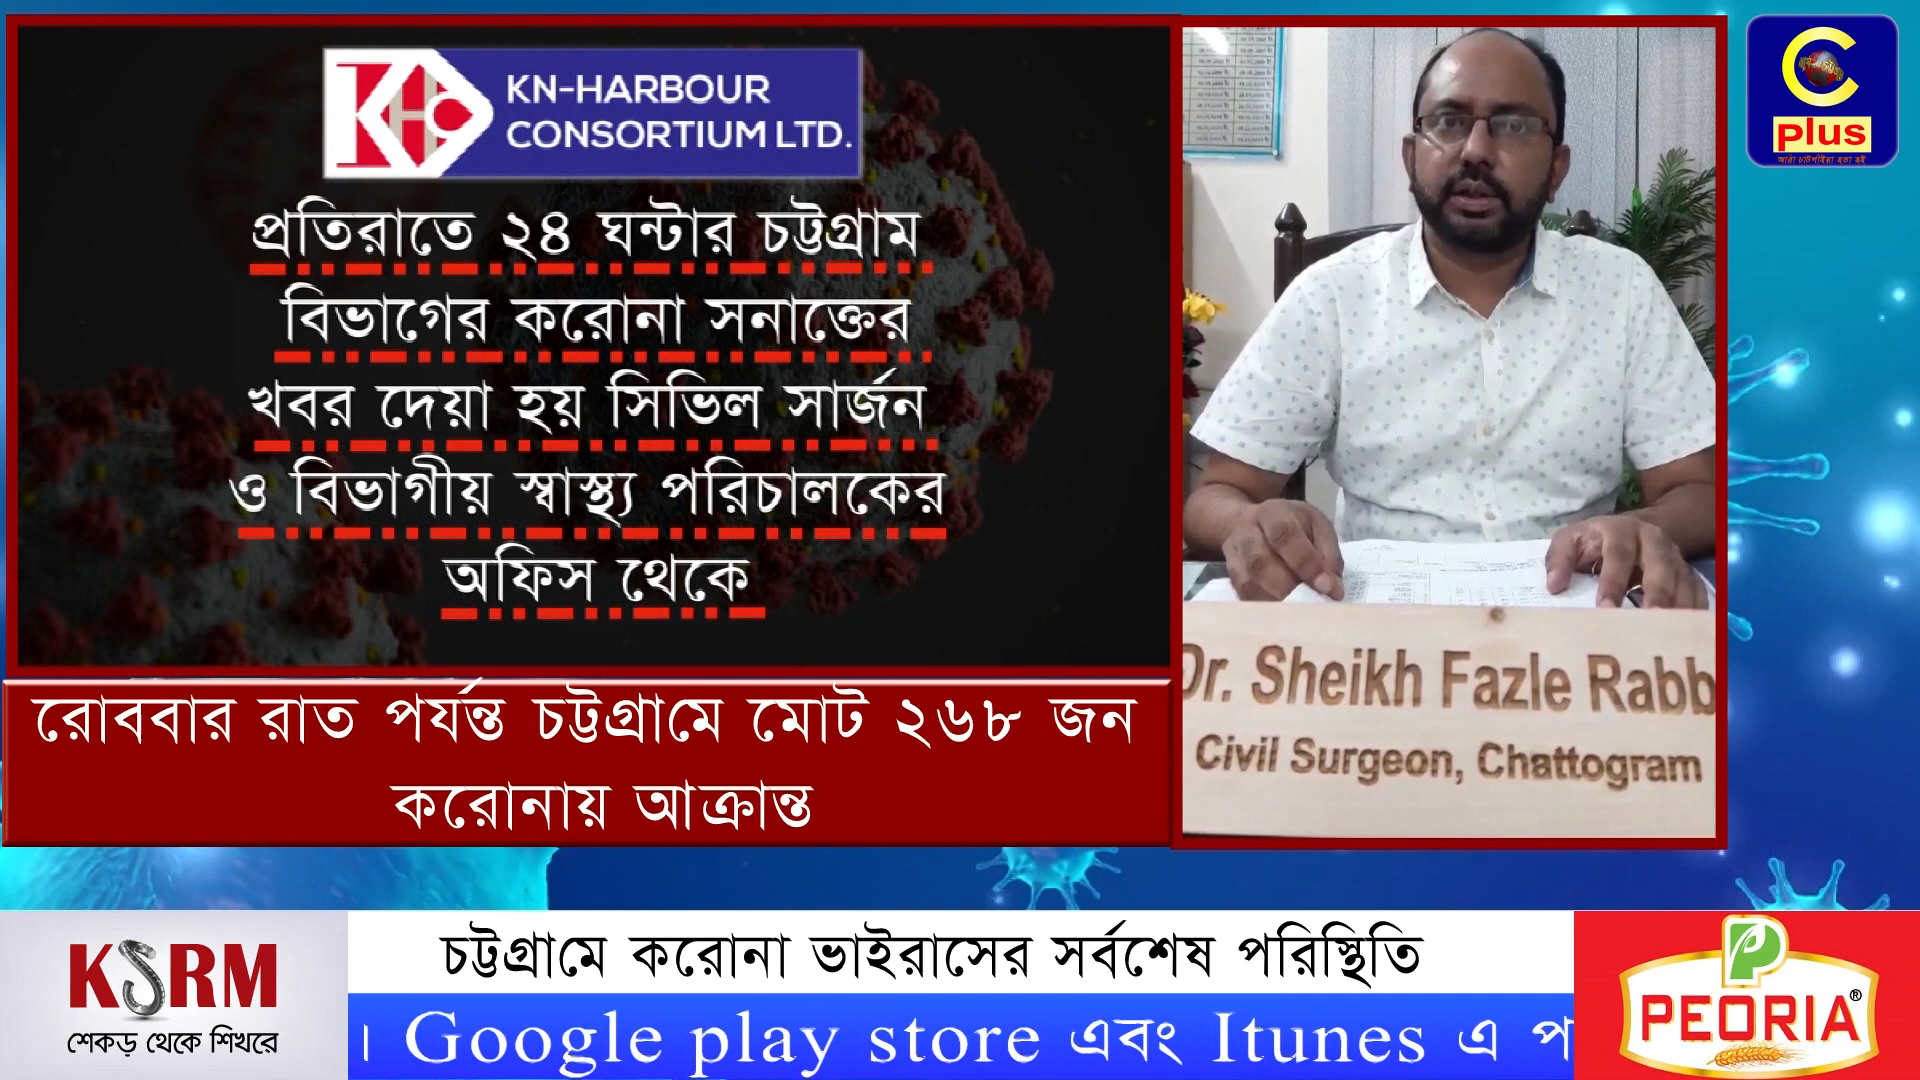 KN-HARBOUR
CONSORTIUM LTD.
প্রতিরাতে ২৪ ঘন্টার চট্টগ্রাম
বিভাগের করোনা সনাক্তের
খবর দেয়া হয় সিভিল সার্জন
ও বিভাগীয় স্বাস্থ্য পরিচালকের
অফিস থেকে
রোববার রাত পর্যন্ত চট্টগ্রামে মোট ২৬৮ জন
করোনায় আক্রান্ত
C
plus
Dr. Sheikh Fazle Rabb
Civil Surgeon, Chattogram
KSRM
শেকড় থেকে শিখরে
চট্টগ্রামে করোনা ভাইরাসের সর্বশেষ পরিস্থিতি
। Google play store এবং Itunes এ প
PEORIA®